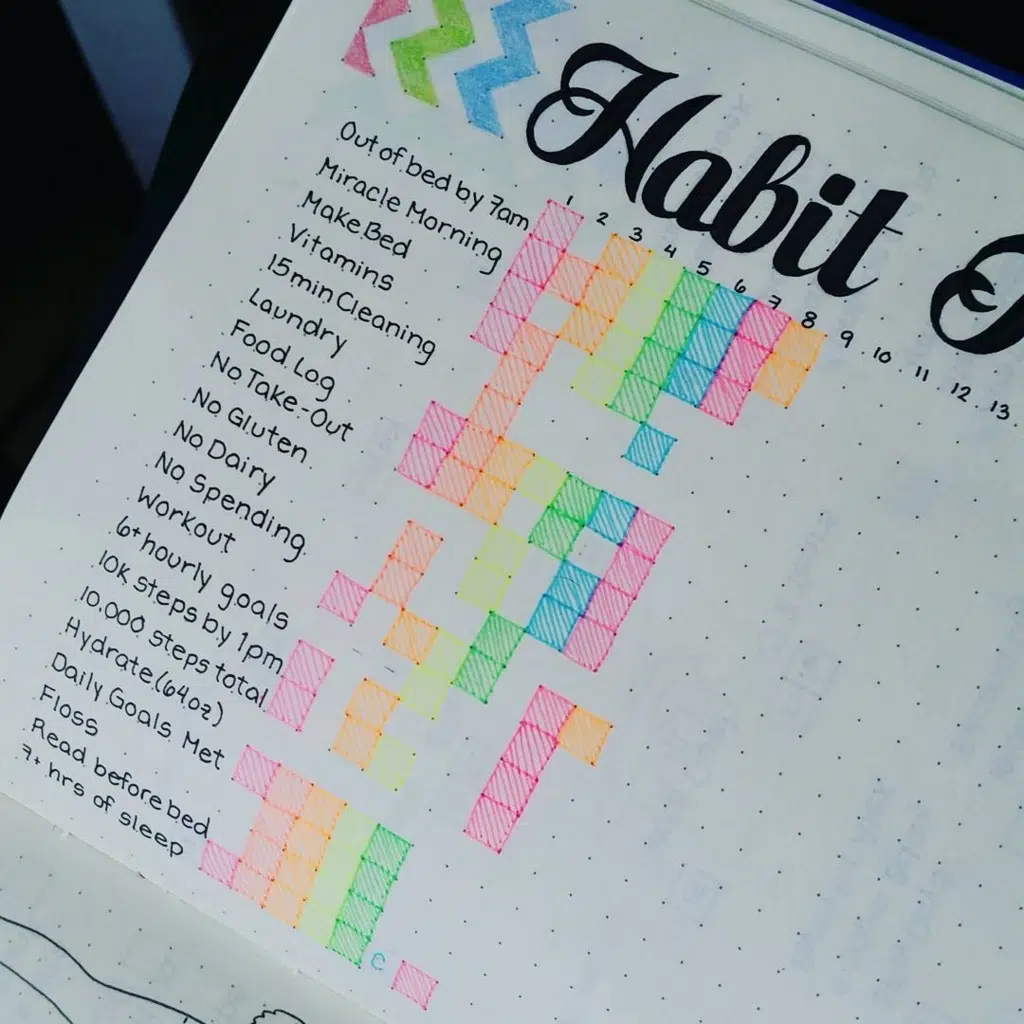 Habit
1 2 3 4 5 6 7 8 9 10 11 12 13
Out of bed by 7am
Miracle Morning
Make Bed
Vitamins
15min Cleaning
Laundry
Food Log
No Take-Out
No Gluten
No Dairy
No Spending
Workout
6+ hourly goals
10K steps by 1pm
10,000 steps total
Hydrate (64oz)
Daily Goals Met
Floss
Read before bed
7+ hrs of sleep
C